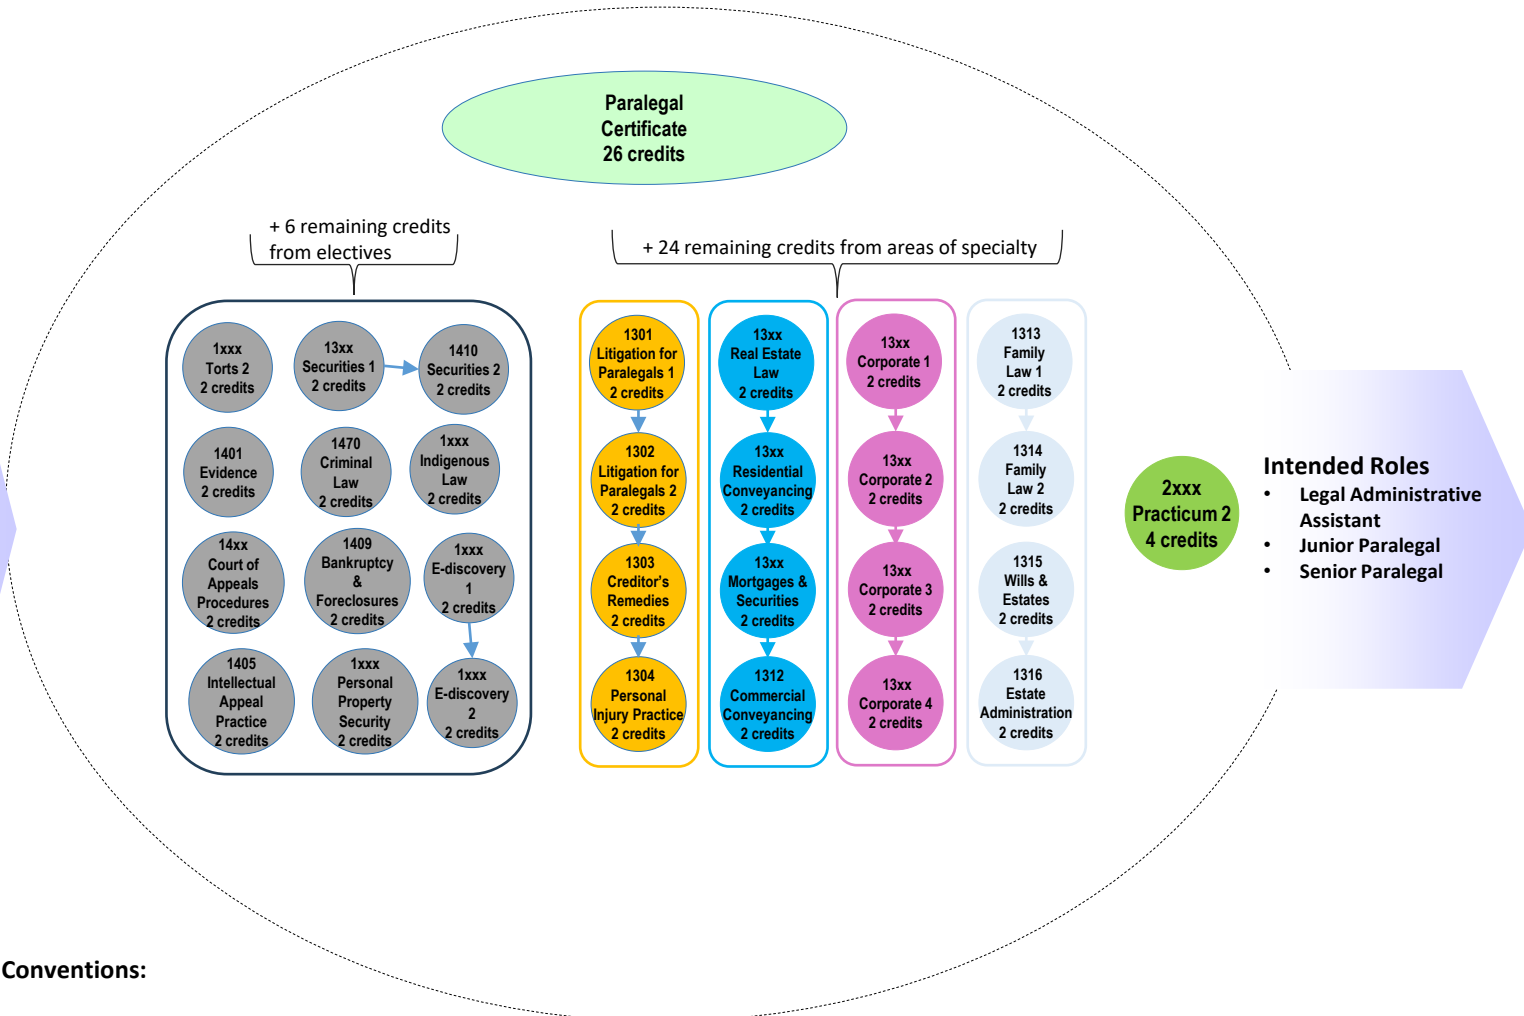 Paralegal
Certificate
26 credits
+ 6 remaining credits
from electives
+ 24 remaining credits from areas of specialty
1xxx
Torts 2
2 credits
13xx
Securities 1
2 credits
1410
Securities 2
2 credits
1401
Evidence
2 credits
1470
Criminal
Law
2 credits
1xxx
Indigenous
Law
2 credits
14xx
Court of
Appeals
Procedures
2 credits
1409
Bankruptcy
&
Foreclosures
2 credits
1xxx
E-discovery
1
2 credits
1405
Intellectual
Appeal
Practice
2 credits
1xxx
Personal
Property
Security
2 credits
1xxx
E-discovery
2
2 credits
1301
Litigation for
Paralegals 1
2 credits
1302
Litigation for
Paralegals 2
2 credits
1303
Creditor's
Remedies
2 credits
1304
Personal
Injury Practice
2 credits
13xx
Real Estate
Law
2 credits
13xx
Residential
Conveyancing
2 credits
13xx
Mortgages &
Securities
2 credits
1312
Commercial
Conveyancing
2 credits
13xx
Corporate 1
2 credits
13xx
Corporate 2
2 credits
13xx
Corporate 3
2 credits
13xx
Corporate 4
2 credits
1313
Family
Law 1
2 credits
1314
Family
Law 2
2 credits
1315
Wills &
Estates
2 credits
1316
Estate
Administration
2 credits
2xxx
Practicum 2
4 credits
Intended Roles
• Legal Administrative
Assistant
• Junior Paralegal
• Senior Paralegal
Conventions: